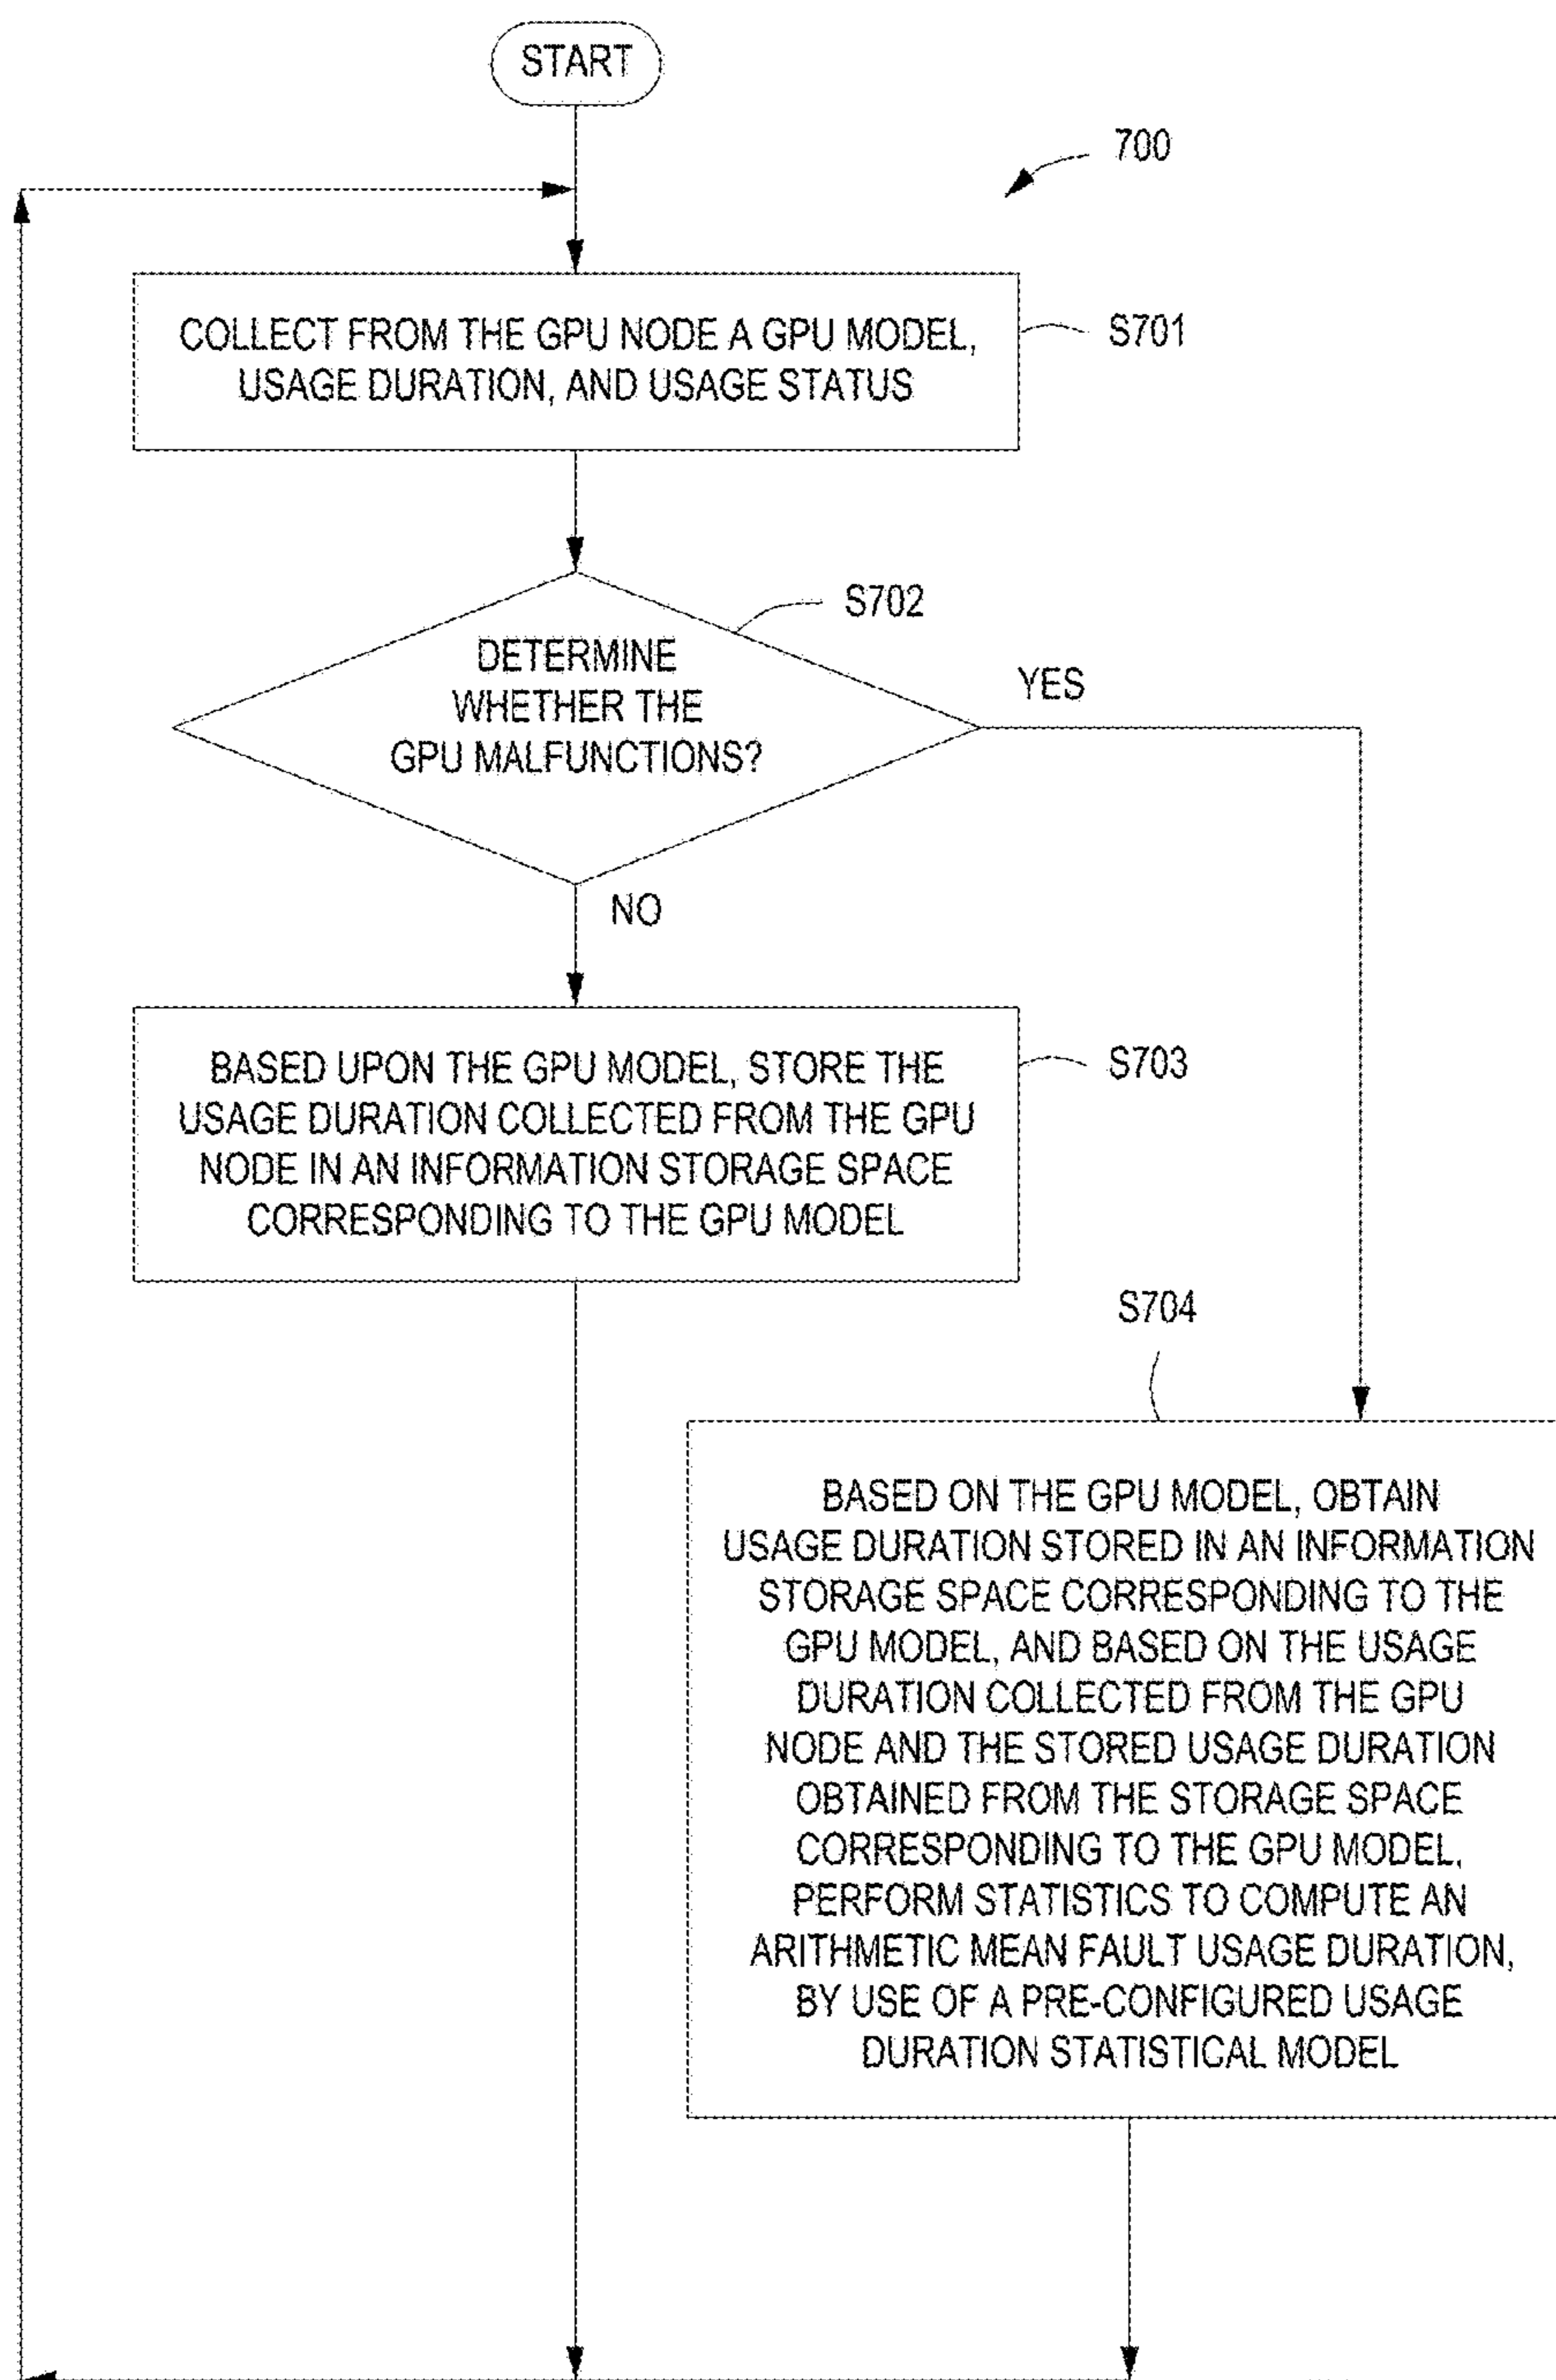 START
700
COLLECT FROM THE GPU NODE A GPU MODEL,
USAGE DURATION, AND USAGE STATUS
S701
S702
DETERMINE
WHETHER THE
GPU MALFUNCTIONS?
YES
NO
BASED UPON THE GPU MODEL, STORE THE
USAGE DURATION COLLECTED FROM THE GPU
NODE IN AN INFORMATION STORAGE SPACE
CORRESPONDING TO THE GPU MODEL
S703
S704
BASED ON THE GPU MODEL, OBTAIN
USAGE DURATION STORED IN AN INFORMATION
STORAGE SPACE CORRESPONDING TO THE
GPU MODEL, AND BASED ON THE USAGE
DURATION COLLECTED FROM THE GPU
NODE AND THE STORED USAGE DURATION
OBTAINED FROM THE STORAGE SPACE
CORRESPONDING TO THE GPU MODEL,
PERFORM STATISTICS TO COMPUTE AN
ARITHMETIC MEAN FAULT USAGE DURATION,
BY USE OF A PRE-CONFIGURED USAGE
DURATION STATISTICAL MODEL